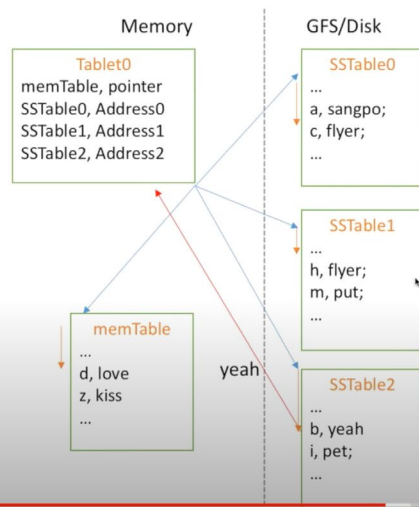 Memory
GFS/Disk
Tablet0
memTable, pointer
SSTable0, Address0
SSTable1, Address1
SSTable2, Address2
SSTable0
...
a, sangpo;
c, flyer;
...
SSTable1
...
h, flyer;
m, put;
...
memTable
...
d, love
z, kiss
...
yeah
SSTable2
...
b, yeah
i, pet;
...